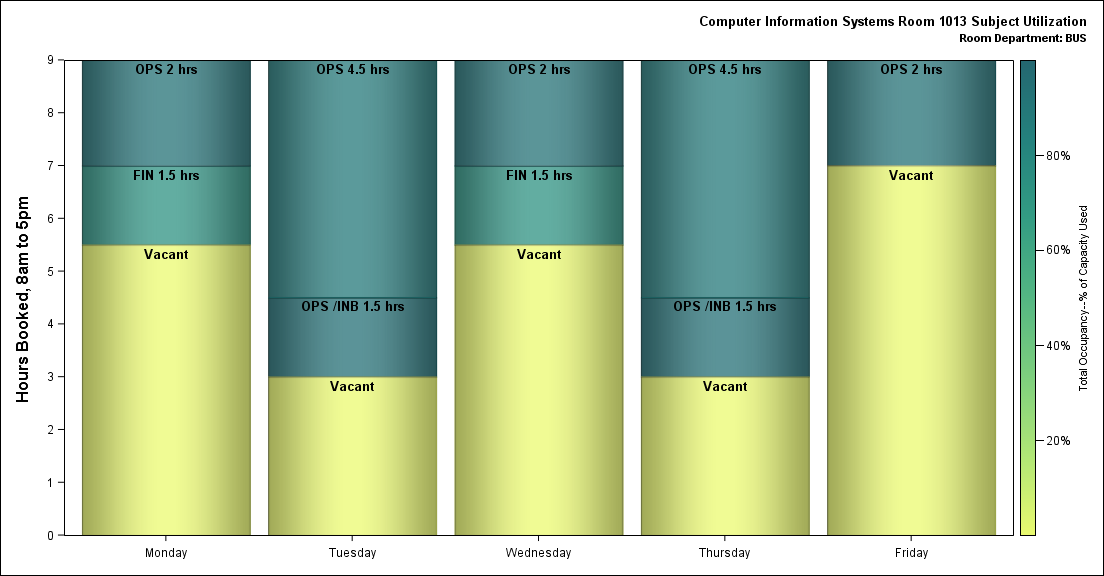 Computer Information Systems Room 1013 Subject Utilization
Room Department: BUS
Hours Booked, 8am to 5pm
9
8
7
6
5
4
3
2
1
0
OPS 2 hrs
FIN 1.5 hrs
Vacant
OPS 4.5 hrs
OPS /INB 1.5 hrs
Vacant
OPS 2 hrs
FIN 1.5 hrs
Vacant
OPS 4.5 hrs
OPS /INB 1.5 hrs
Vacant
OPS 2 hrs
Vacant
Monday
Tuesday
Wednesday
Thursday
Friday
80%
60%
40%
20%
Total Occupancy--% of Capacity Used